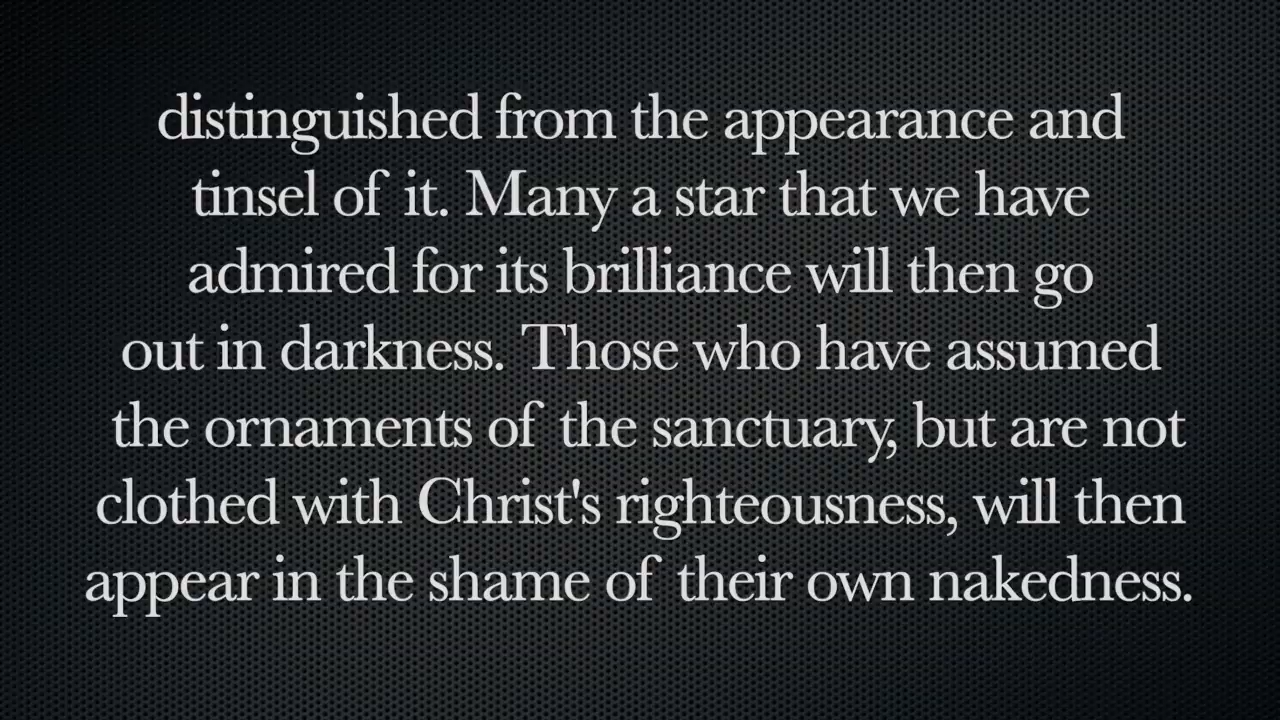 distinguished from the appearance and
tinsel of it. Many a star that we have
admired for its brilliance will then go
out in darkness. Those who have assumed
the ornaments of the sanctuary, but are not
clothed with Christ's righteousness, will then
appear in the shame of their own nakedness.